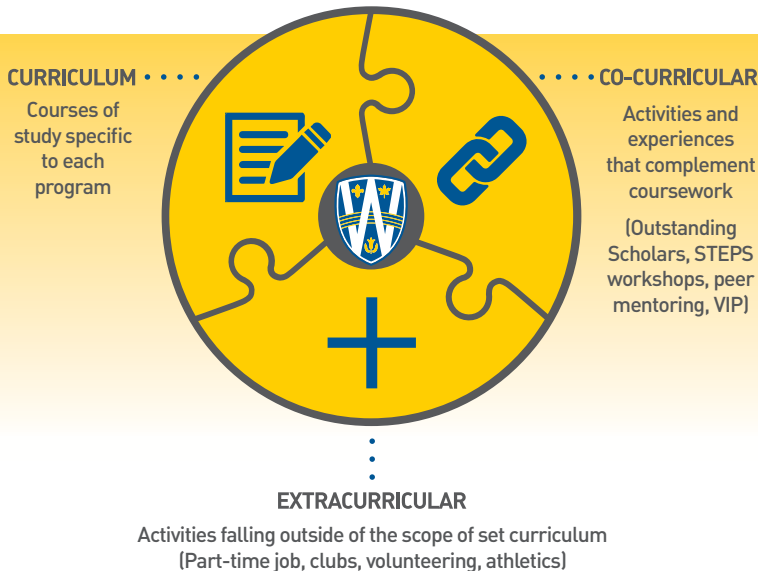 CURRICULUM
Courses of
study specific
to each
program
CO-CURRICULAR
Activities and
experiences
that complement
coursework
(Outstanding
Scholars, STEPS
workshops, peer
mentoring, VIP)
EXTRACURRICULAR
Activities falling outside of the scope of set curriculum
(Part-time job, clubs, volunteering, athletics)